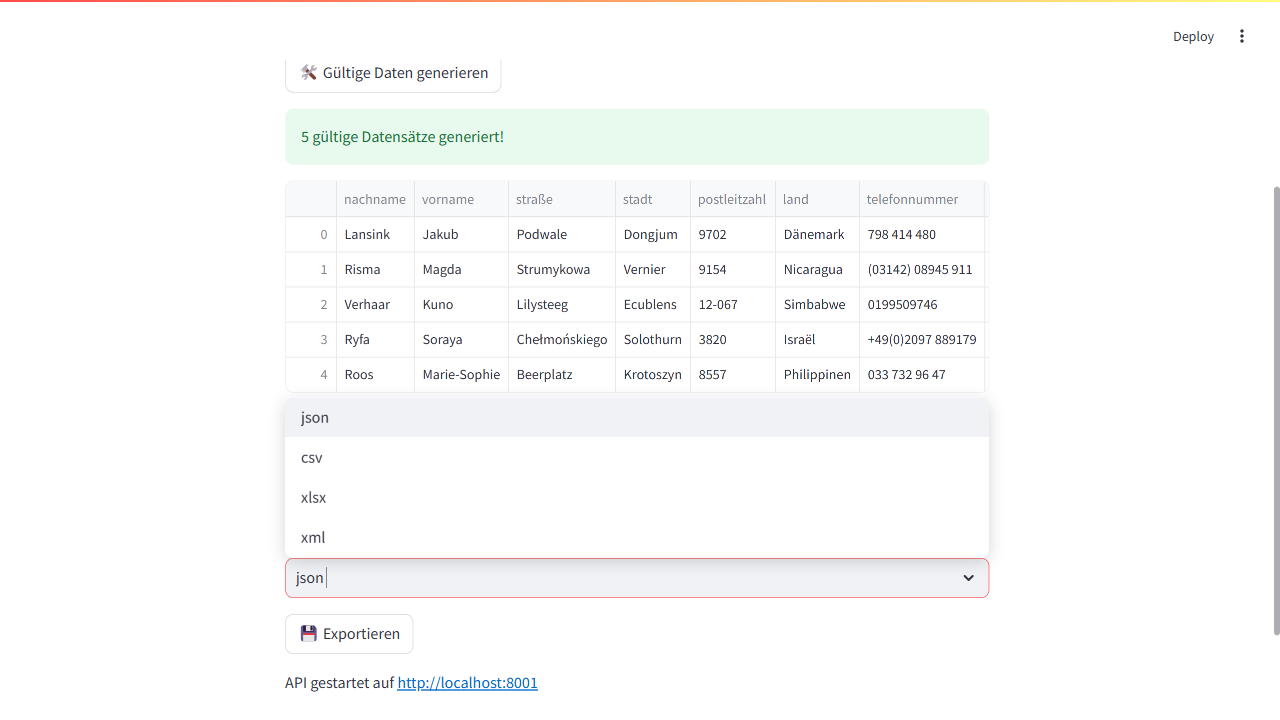 Deploy
Gültige Daten generieren
5 gültige Datensätze generiert!
nachname vorname straße stadt postleitzahl land telefonnummer
0 Lansink Jakub Podwale Dongjum 9702 Dänemark 798 414 480
1 Risma Magda Strumykowa Vernier 9154 Nicaragua (03142) 08945 911
2 Verhaar Kuno Lilysteeg Ecublens 12-067 Simbabwe 0199509746
3 Ryfa Soraya Chełmońskiego Solothurn 3820 Israël +49(0)2097 889179
4 Roos Marie-Sophie Beerplatz Krotoszyn 8557 Philippinen 033 732 96 47
json
csv
xlsx
xml
json
Exportieren
API gestartet auf http://localhost:8001